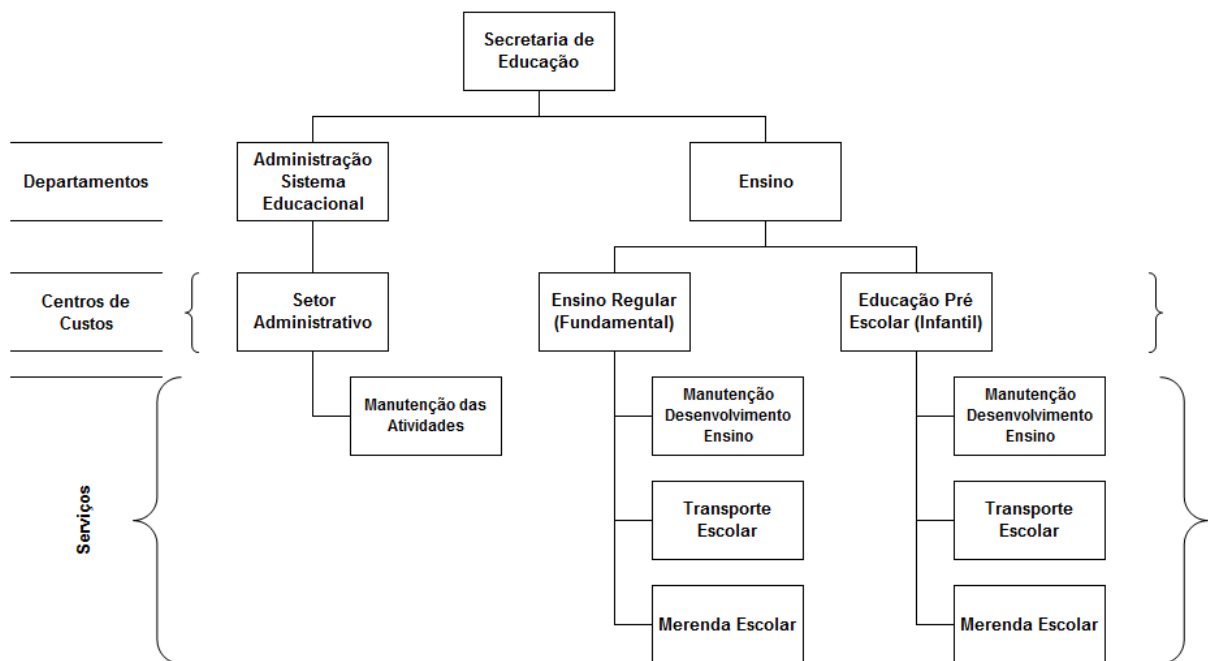 Secretaria de
Educação
Departamentos
Administração
Sistema
Educacional
Ensino
Centros de
Custos
Setor
Administrativo
Ensino Regular
(Fundamental)
Educação Pré
Escolar (Infantil)
Serviços
Manutenção das
Atividades
Manutenção
Desenvolvimento
Ensino
Manutenção
Desenvolvimento
Ensino
Transporte
Escolar
Transporte
Escolar
Merenda Escolar
Merenda Escolar